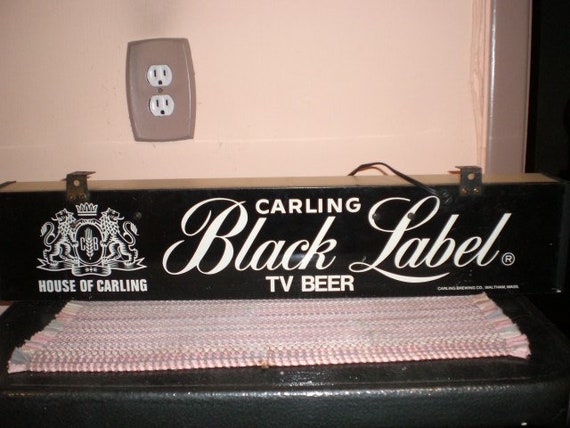 CARLING
Black Label ®
TV BEER
HOUSE OF CARLING
CARLING BREWING CO., WALTHAM, MASS.